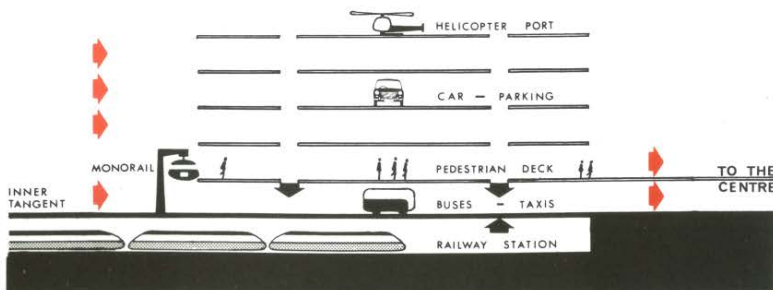 HELICOPTER PORT
CAR — PARKING
MONORAIL
PEDESTRIAN DECK
TO THE
CENTRE
INNER
TANGENT
BUSES — TAXIS
RAILWAY STATION